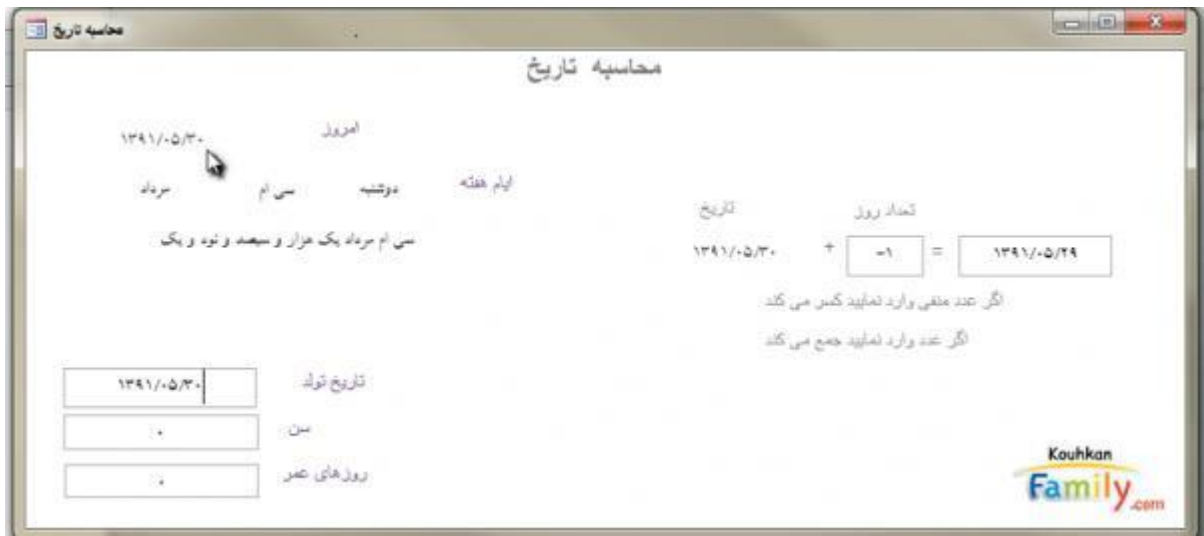 محاسبه تاریخ
محاسبه تاریخ
امروز ۱۳۹۱/۰۵/۳۰
ایام هفته دوشنبه سی ام مرداد
سی ام مرداد یک هزار و سیصد و نود و یک
تاریخ تعداد روز
۱۳۹۱/۰۵/۳۰ + -۱ = ۱۳۹۱/۰۵/۲۹
اگر عدد منفی وارد نمایید کسر می کند
اگر عدد وارد نمایید جمع می کند
تاریخ تولد ۱۳۹۱/۰۵/۳۰
سن ۰
روزهای عمر ۰
Kouhkan
Family.com